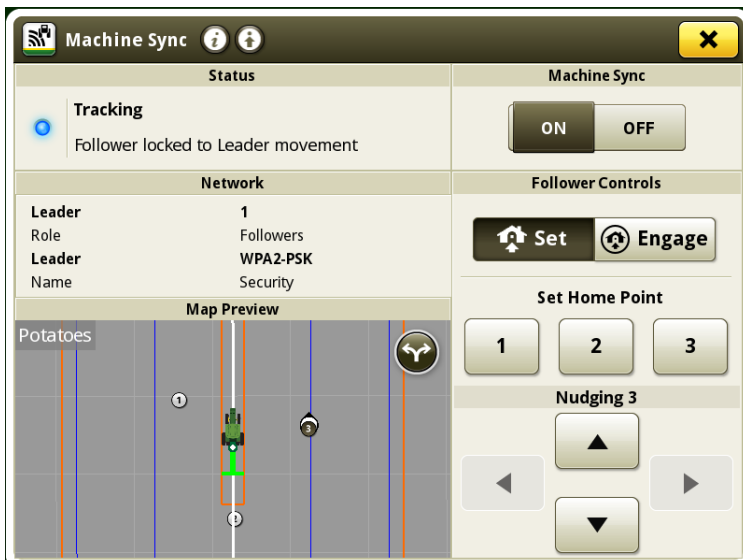 Machine Sync
Status
Tracking
Follower locked to Leader movement
Network
Leader 1
Role Followers
Leader WPA2-PSK
Name Security
Map Preview
Potatoes
1
3
2
Machine Sync
ON OFF
Follower Controls
Set Engage
Set Home Point
1 2 3
Nudging 3